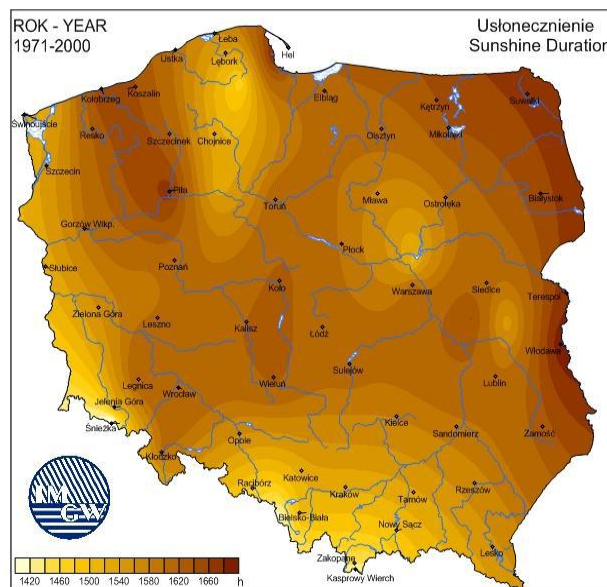 ROK - YEAR
1971-2000
Usłonecznienie
Sunshine Duration
Łeba
Ustka
Lębork
Hel
Kołobrzeg
Koszalin
Elbląg
Kętrzyn
Suwałki
Świnoujście
Resko
Szczecinek
Chojnice
Olsztyn
Mikołajki
Szczecin
Piła
Toruń
Mława
Ostrołęka
Białystok
Gorzów Wlkp.
Płock
Słubice
Poznań
Koło
Warszawa
Siedlce
Terespol
Zielona Góra
Leszno
Kalisz
Łódź
Włodawa
Sulejów
Legnica
Wrocław
Wieluń
Lublin
Jelenia Góra
Śnieżka
Opole
Kielce
Sandomierz
Zamość
Kłodzko
Racibórz
Katowice
Kraków
Tarnów
Rzeszów
Bielsko-Biała
Nowy Sącz
Lesko
Zakopane
Kasprowy Wierch
IM
GW
1420 1460 1500 1540 1580 1620 1660 h